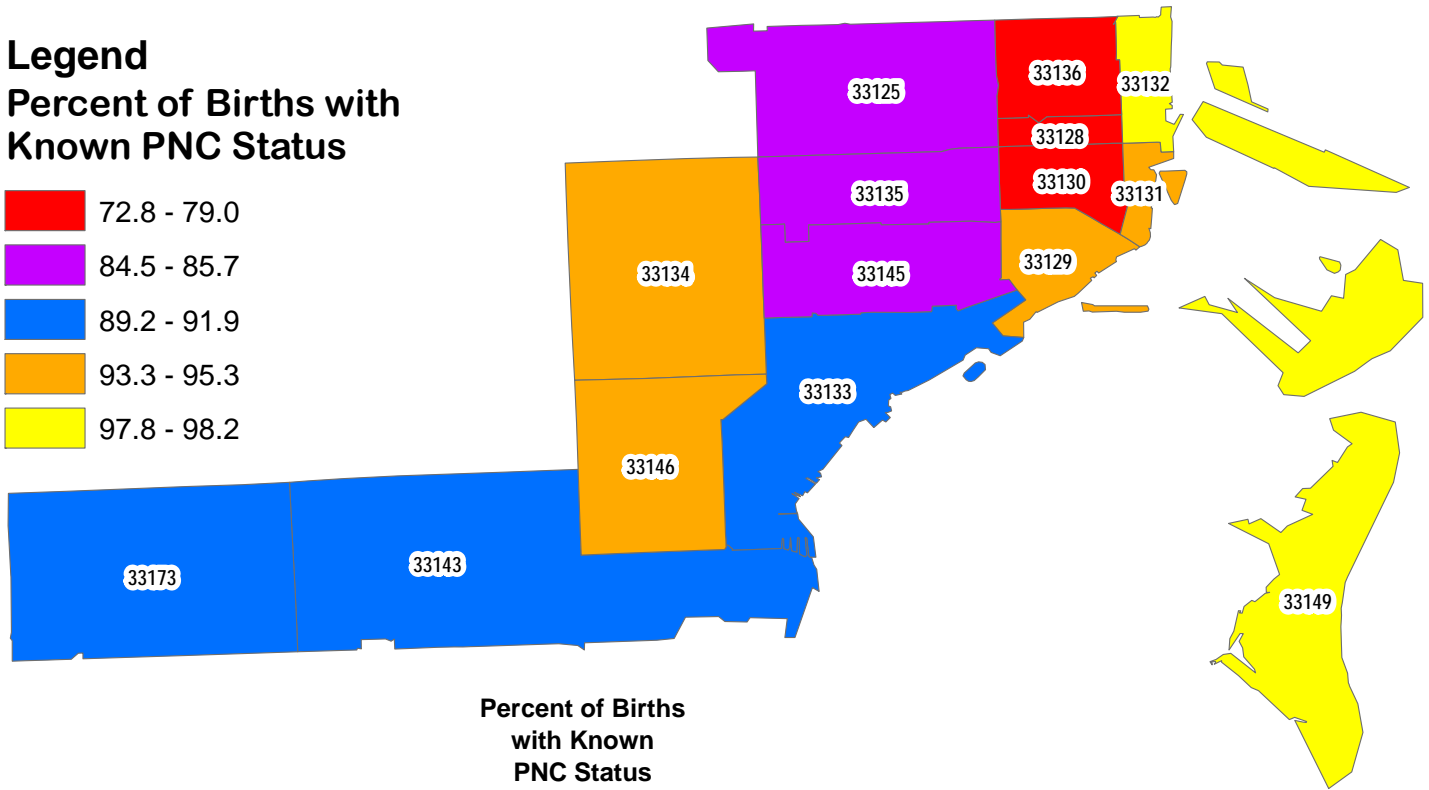 Legend
Percent of Births with
Known PNC Status
72.8 - 79.0
84.5 - 85.7
89.2 - 91.9
93.3 - 95.3
97.8 - 98.2
33136
33132
33125
33128
33130
33131
33135
33129
33134
33145
33133
33146
33143
33173
33149
Percent of Births
with Known
PNC Status